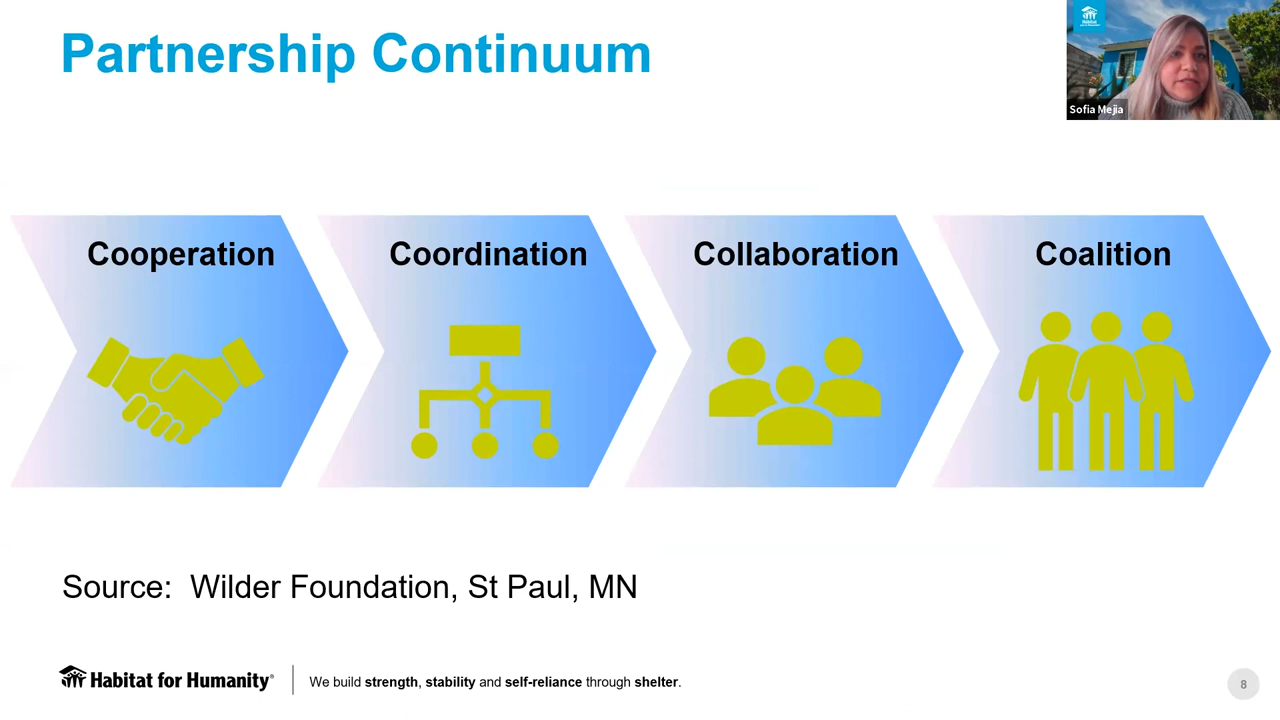 Partnership Continuum
Sofia Mejia
Cooperation
Coordination
Collaboration
Coalition
Source: Wilder Foundation, St Paul, MN
Habitat for Humanity®
We build strength, stability and self-reliance through shelter.
8